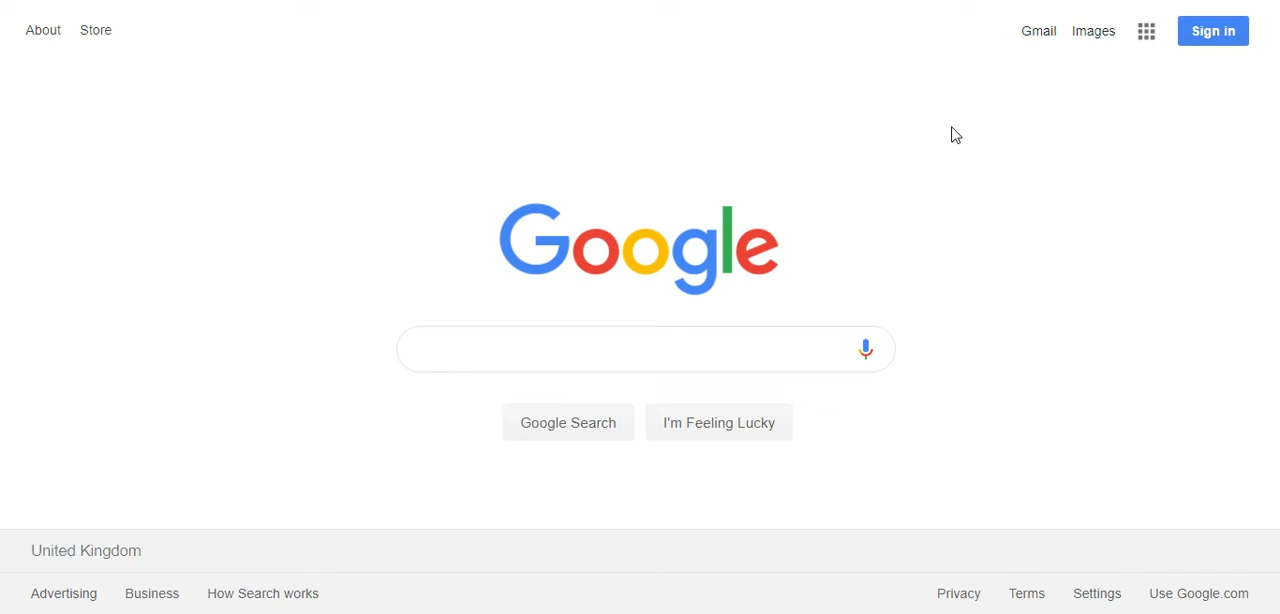 About Store
Gmail Images Sign in
Google
Google Search I'm Feeling Lucky
United Kingdom
Advertising Business How Search works
Privacy Terms Settings Use Google.com